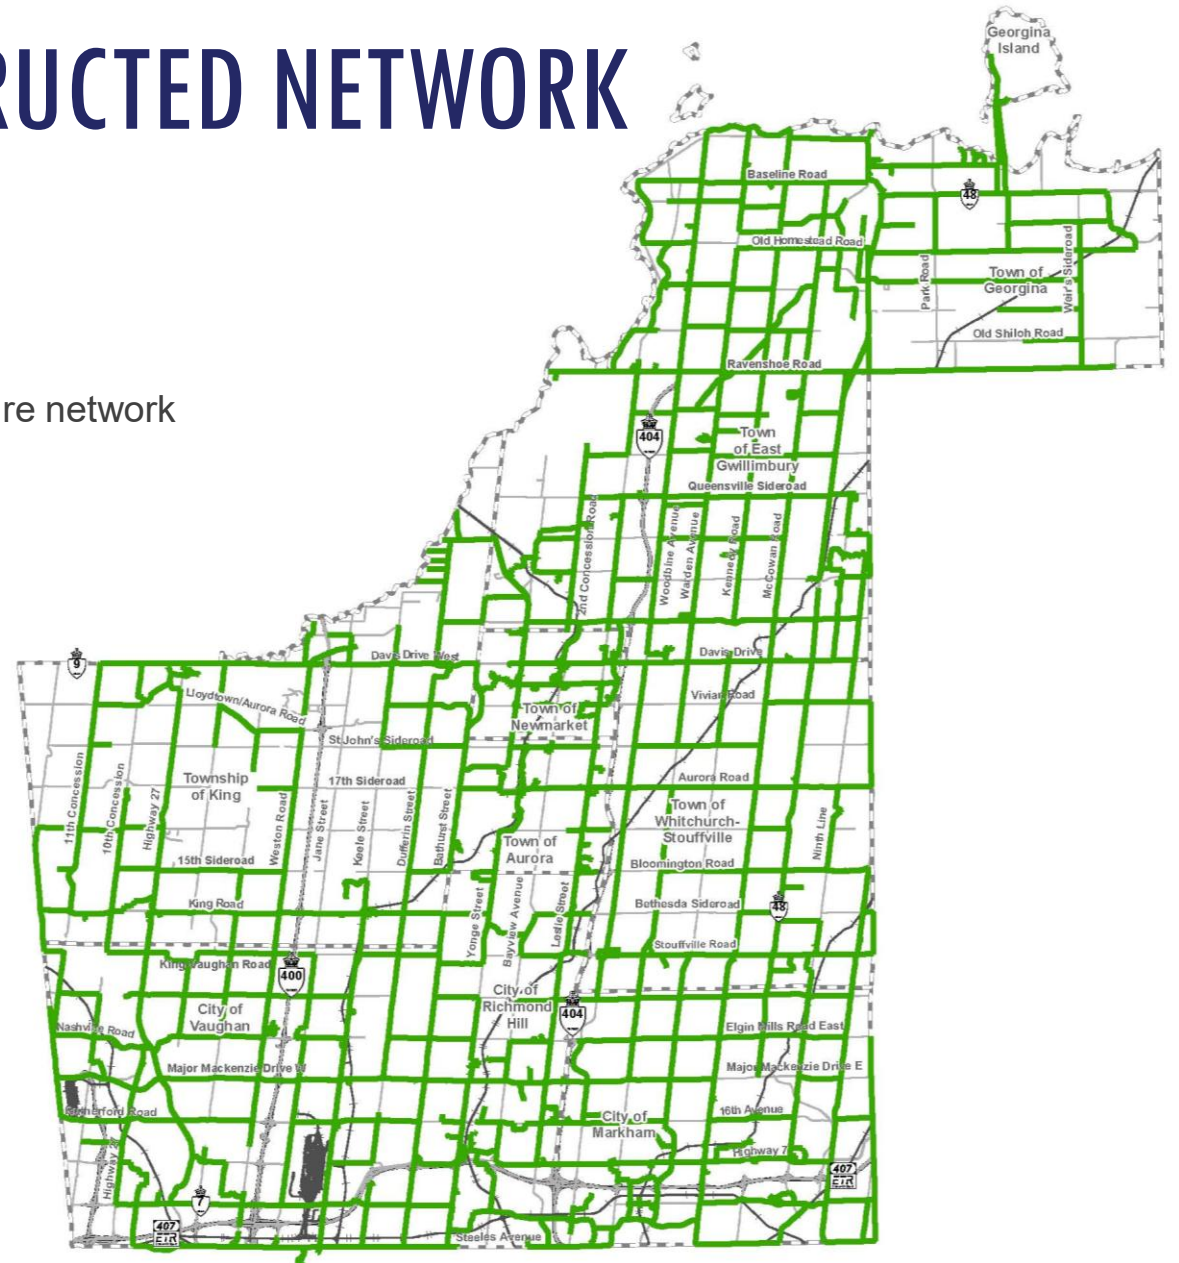 RUCTED NETWORK
re network
Georgina
Island
Baseline Road
48
Old Homestead Road
Park Road
Town of
Georgina
Weir's Sideroad
Old Shiloh Road
Ravenshoe Road
404
Town
of East
Gwillimbury
Queensville Sideroad
2nd Concession Road
Woodbine Avenue
Warden Avenue
Kennedy Road
McCowan Road
9
Davis Drive West
Davis Drive
Lloydtown/Aurora Road
Vivian Road
Town of
Newmarket
St John's Sideroad
17th Sideroad
Aurora Road
Township
of King
11th Concession
10th Concession
Highway 27
Weston Road
Jane Street
Keele Street
Dufferin Street
Bathurst Street
Town of
Whitchurch-
Stouffville
Ninth Line
Town of
Aurora
15th Sideroad
Bloomington Road
King Road
Bethesda Sideroad
48
Yonge Street
Bayview Avenue
Leslie Street
Stouffville Road
King Vaughan Road
400
City of
Richmond
Hill
404
City of
Vaughan
Nashville Road
Elgin Mills Road East
Major Mackenzie Drive W
Major Mackenzie Drive E
Rutherford Road
16th Avenue
City of
Markham
Highway 7
Highway 27
407
ETR
7
407
ETR
Steeles Avenue